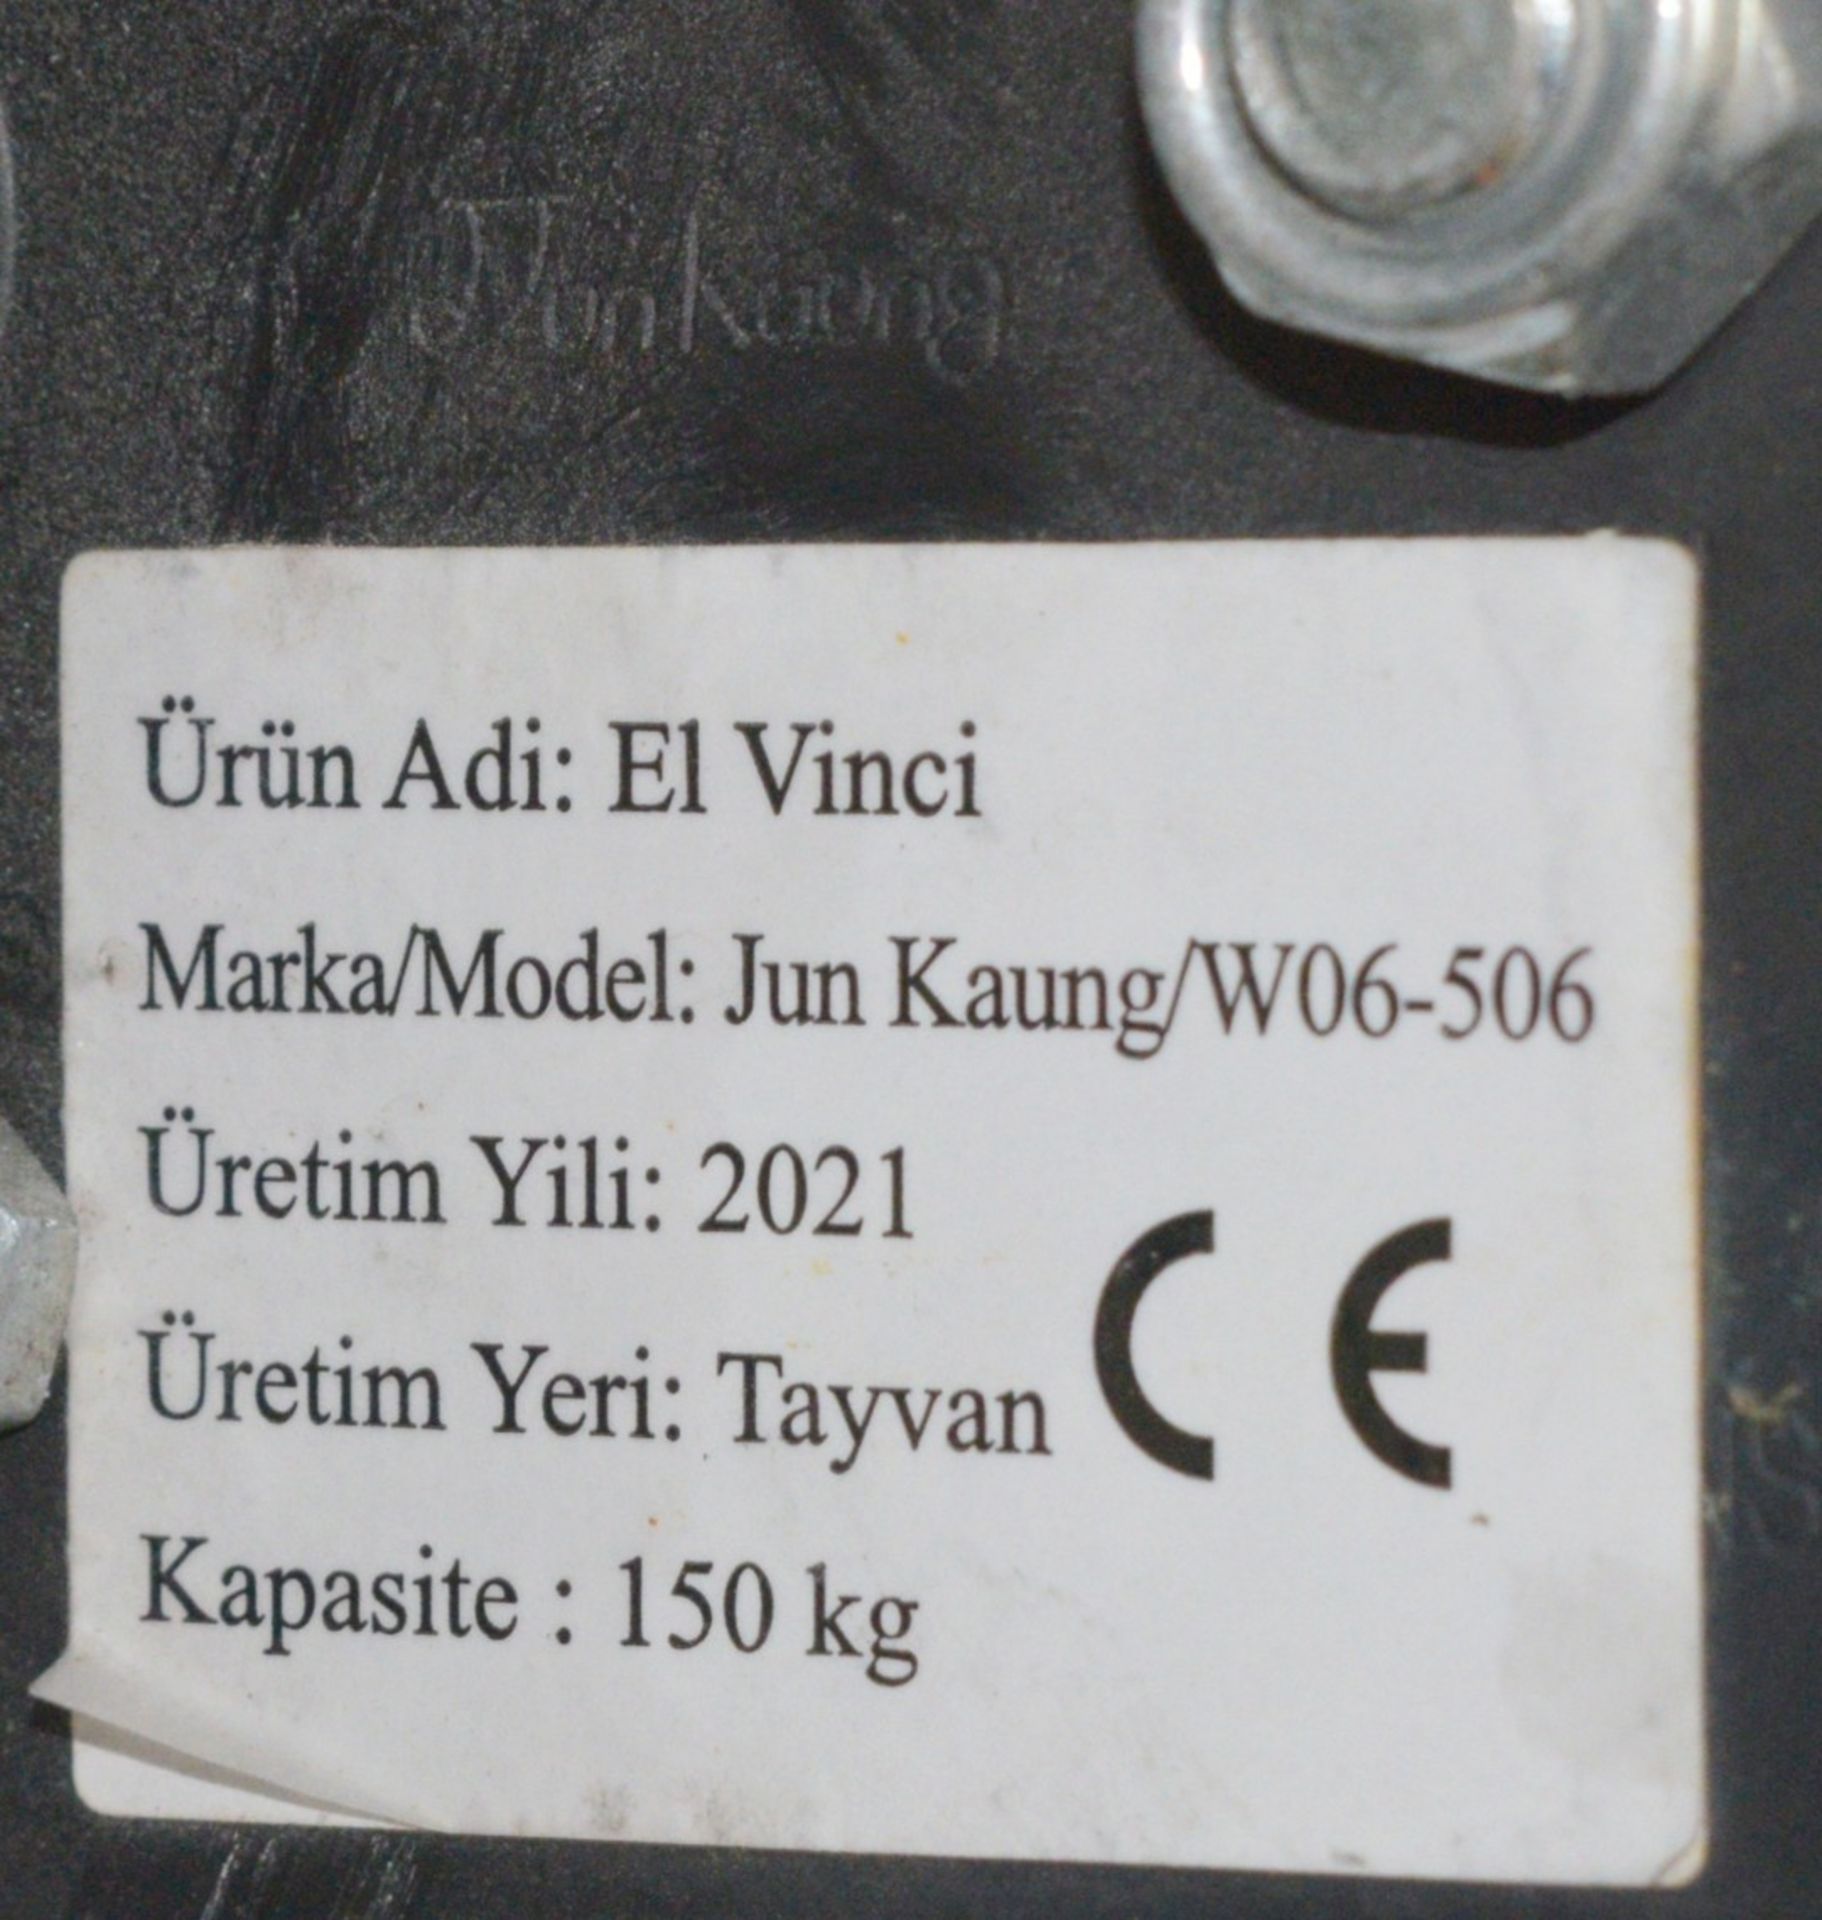 Jun Kaung
Ürün Adi: El Vinci
Marka/Model: Jun Kaung/W06-506
Üretim Yili: 2021
Üretim Yeri: Tayvan
CE
Kapasite : 150 kg